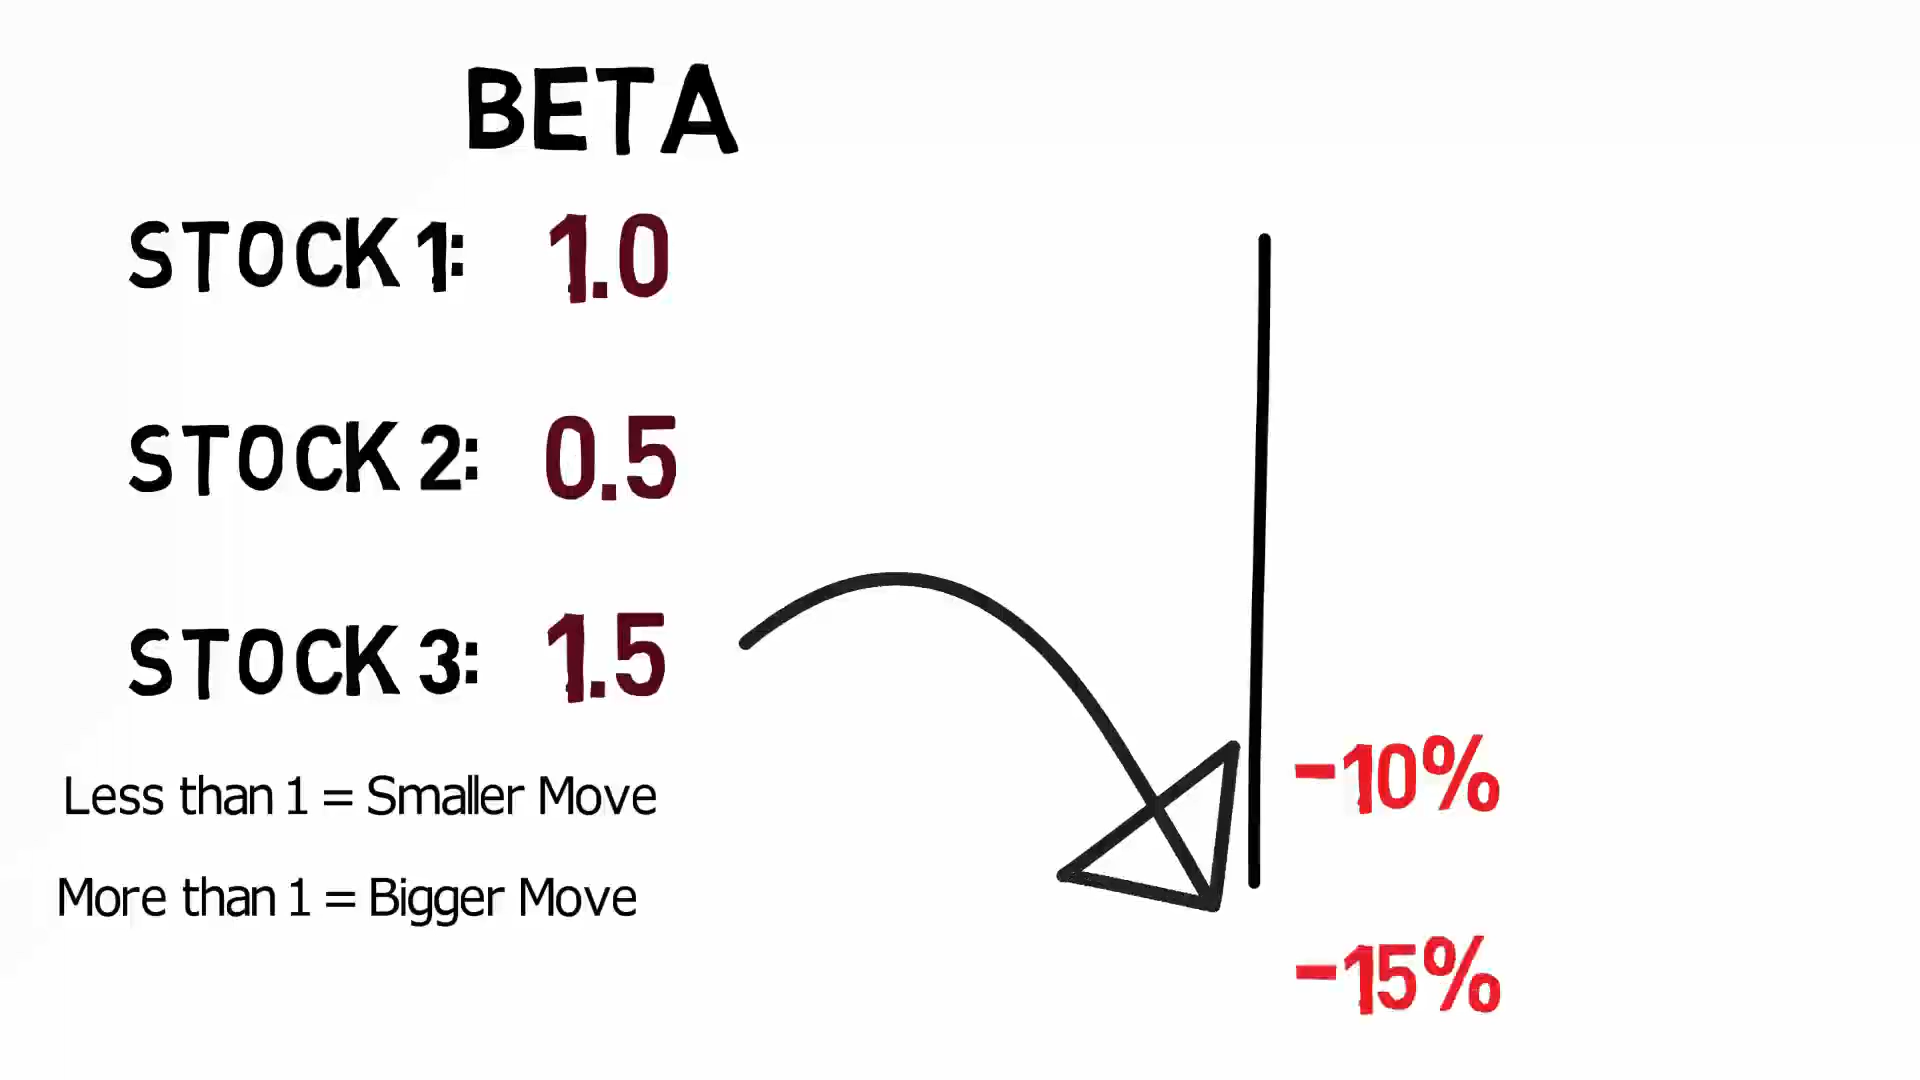 BETA
STOCK 1: 1.0
STOCK 2: 0.5
STOCK 3: 1.5
Less than 1 = Smaller Move
More than 1 = Bigger Move
-10%
-15%